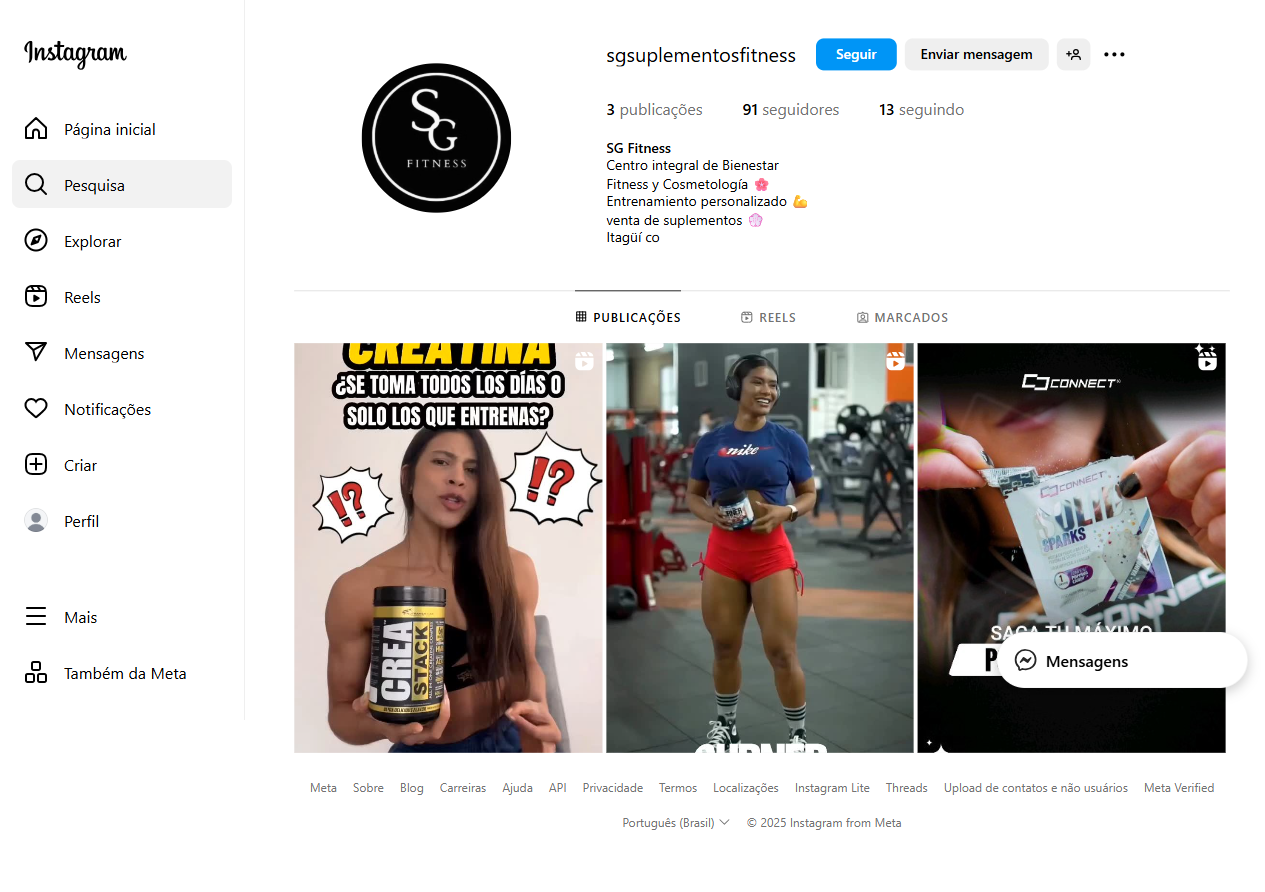 Instagram
Página inicial
Pesquisa
Explorar
Reels
Mensagens
Notificações
Criar
Perfil
Mais
Também da Meta
SG
FITNESS
sgsuplementosfitness
Seguir
Enviar mensagem
3 publicações
91 seguidores
13 seguindo
SG Fitness
Centro integral de Bienestar
Fitness y Cosmetología 🌸
Entrenamiento personalizado 💪
venta de suplementos 🏵️
Itagüí co
PUBLICAÇÕES
REELS
MARCADOS
CREATINA
¿SE TOMA TODOS LOS DÍAS O
SOLO LOS QUE ENTRENAS?
!?
!?
CREA
STACK
nike
BURNER
CONNECT
CONNECT
SPARKS
CONNECT
SACA TU MÁXIMO
Mensagens
Meta
Sobre
Blog
Carreiras
Ajuda
API
Privacidade
Termos
Localizações
Instagram Lite
Threads
Upload de contatos e não usuários
Meta Verified
Português (Brasil)
© 2025 Instagram from Meta